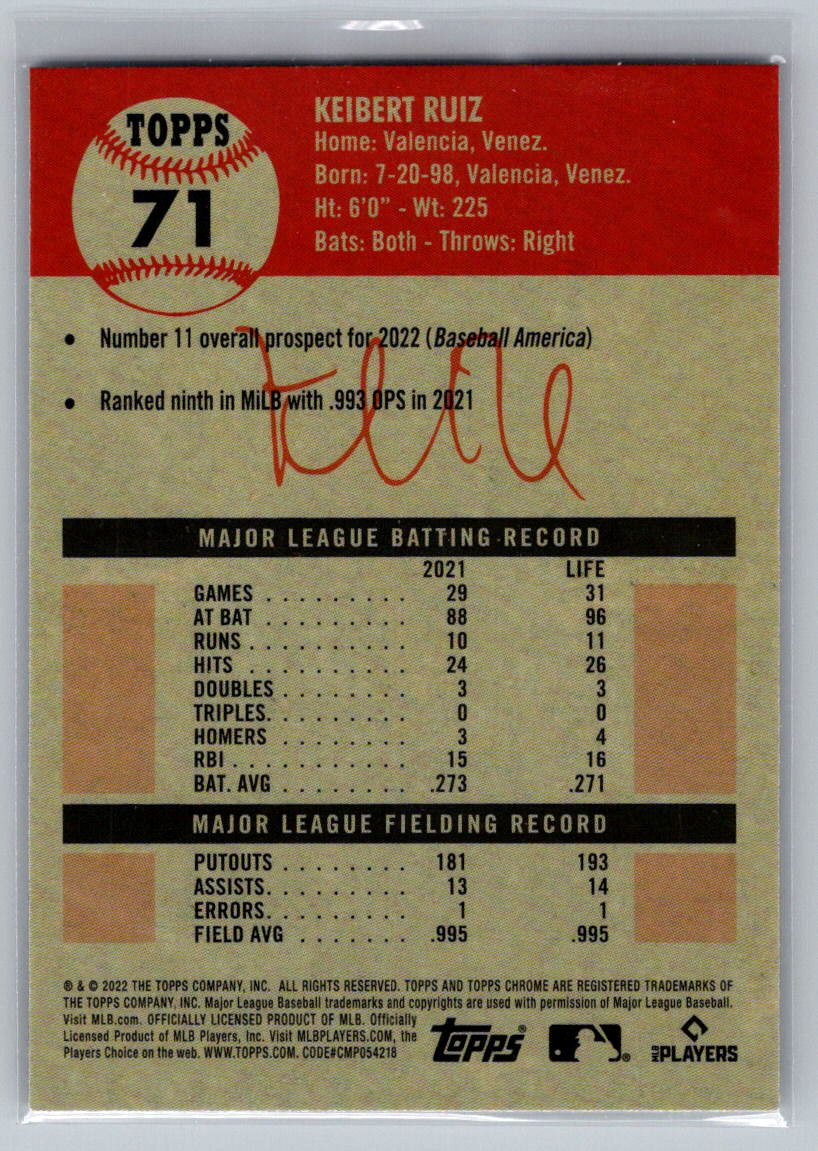 TOPPS
71
KEIBERT RUIZ
Home: Valencia, Venez.
Born: 7-20-98, Valencia, Venez.
Ht: 6'0" - Wt: 225
Bats: Both - Throws: Right
• Number 11 overall prospect for 2022 (Baseball America)
• Ranked ninth in MiLB with .993 OPS in 2021
MAJOR LEAGUE BATTING RECORD
2021 LIFE
GAMES . . . . . . . . . 29 31
AT BAT . . . . . . . . . 88 96
RUNS . . . . . . . . . . 10 11
HITS . . . . . . . . . . 24 26
DOUBLES . . . . . . . . 3 3
TRIPLES. . . . . . . . . 0 0
HOMERS . . . . . . . . 3 4
RBI . . . . . . . . . . . 15 16
BAT. AVG . . . . . . . . .273 .271
MAJOR LEAGUE FIELDING RECORD
PUTOUTS . . . . . . . . 181 193
ASSISTS. . . . . . . . . 13 14
ERRORS. . . . . . . . . 1 1
FIELD AVG . . . . . . . .995 .995
® & © 2022 THE TOPPS COMPANY, INC. ALL RIGHTS RESERVED. TOPPS AND TOPPS CHROME ARE REGISTERED TRADEMARKS OF
THE TOPPS COMPANY, INC. Major League Baseball trademarks and copyrights are used with permission of Major League Baseball.
Visit MLB.com. OFFICIALLY LICENSED PRODUCT OF MLB. Officially
Licensed Product of MLB Players, Inc. Visit MLBPLAYERS.COM, the
Players Choice on the web. WWW.TOPPS.COM. CODE#CMP054218
Topps®
MLB PLAYERS